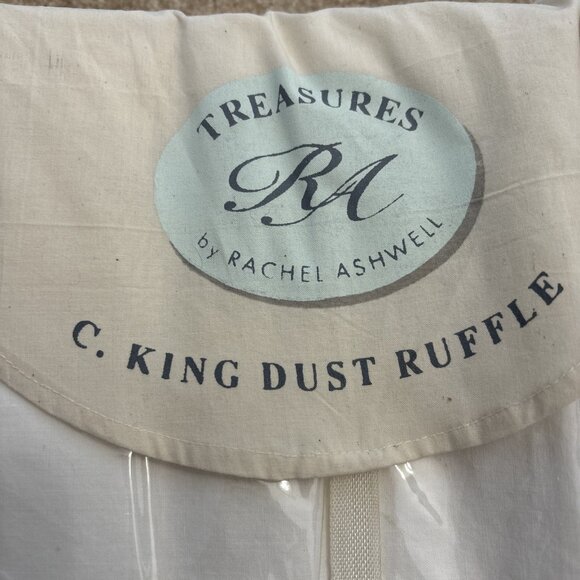 TREASURES
RA
by RACHEL ASHWELL
C. KING DUST RUFFLE